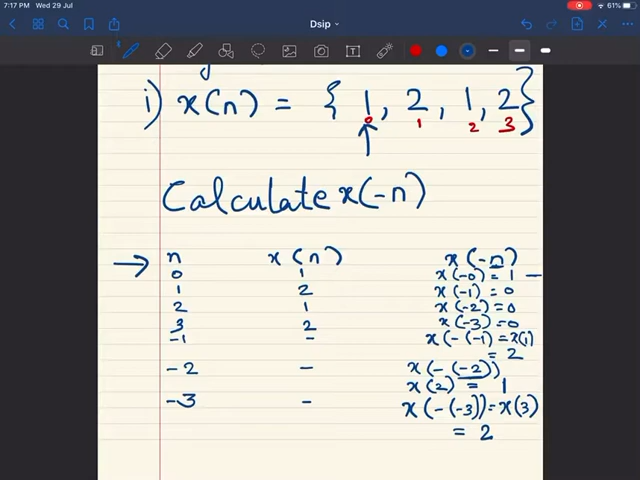 7:17 PM Wed 29 Jul
61%
Dsip
T
i) x(n) = { 1, 2, 1, 2 }
0 1 2 3
↑
Calculate x(-n)
→ n x(n) x(-n)
0 1 x(-0) = 1 –
1 2 x(-1) = 0
2 1 x(-2) = 0
3 2 x(-3) = 0
-1 - x(-(-1) = x(1)
= 2
-2 - x(-(-2))
x(2) = 1
-3 - x(-(-3)) = x(3)
= 2